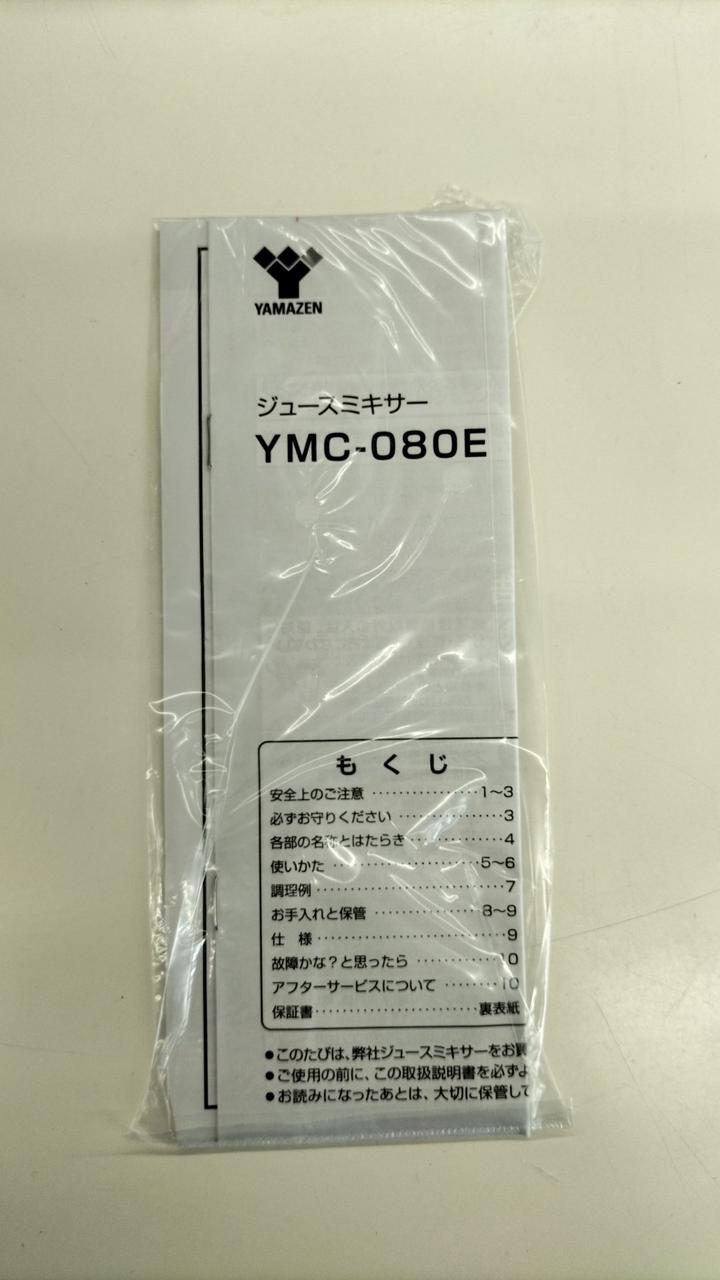 YAMAZEN
ジュースミキサー
YMC-080E
もくじ
安全上のご注意 ················1〜3
必ずお守りください ···············3
各部の名称とはたらき ·············4
使いかた ·····················5〜6
調理例 ··························7
お手入れと保管 ···············8〜9
仕 様 ··························9
故障かな?と思ったら ···········10
アフターサービスについて ········10
保証書·······················裏表紙
●このたびは、弊社ジュースミキサーをお買
●ご使用の前に、この取扱説明書を必ずよ
●お読みになったあとは、大切に保管して